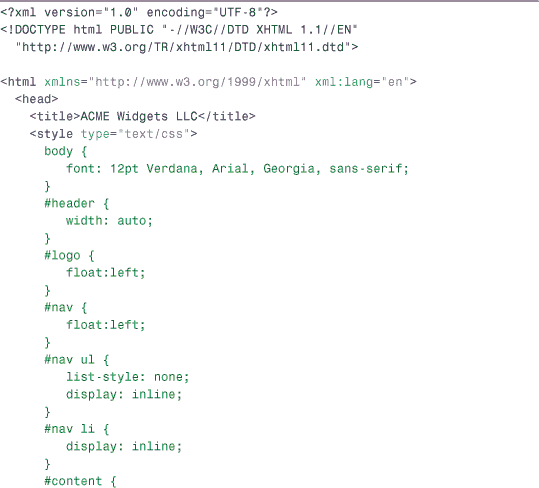 <?xml version="1.0" encoding="UTF-8"?>
<!DOCTYPE html PUBLIC "-//W3C//DTD XHTML 1.1//EN"
  "http://www.w3.org/TR/xhtml11/DTD/xhtml11.dtd">

<html xmlns="http://www.w3.org/1999/xhtml" xml:lang="en">
  <head>
    <title>ACME Widgets LLC</title>
    <style type="text/css">
      body {
         font: 12pt Verdana, Arial, Georgia, sans-serif;
      }
      #header {
         width: auto;
      }
      #logo {
         float:left;
      }
      #nav {
         float:left;
      }
      #nav ul {
         list-style: none;
         display: inline;
      }
      #nav li {
         display: inline;
      }
      #content {